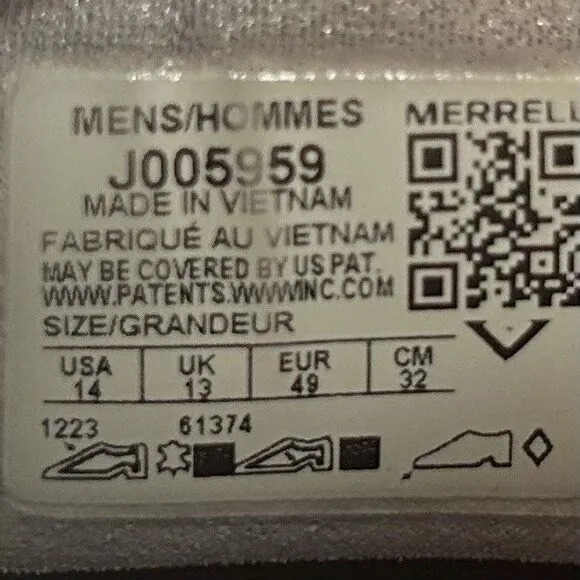 MENS/HOMMES
MERRELL
J005959
MADE IN VIETNAM
FABRIQUÉ AU VIETNAM
MAY BE COVERED BY US PAT.
WWW.PATENTS.WWWINC.COM
SIZE/GRANDEUR
USA UK EUR CM
14 13 49 32
1223 61374